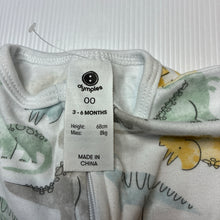 dymples
00
3 - 6 MONTHS
Height: 68cm
Mass: 8kg
MADE IN
CHINA